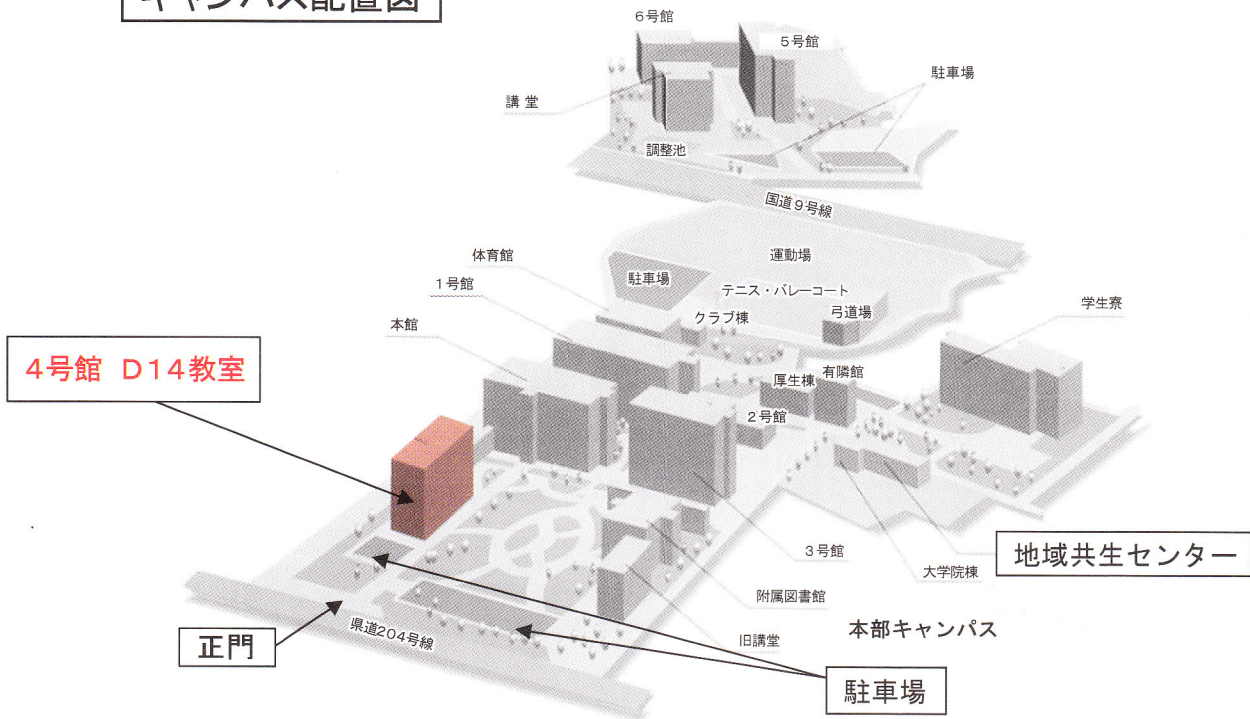 キャンパス配置図
6号館
5号館
駐車場
講堂
調整池
国道9号線
体育館
運動場
駐車場
1号館
テニス・バレーコート
学生寮
クラブ棟
弓道場
本館
4号館 D14教室
有隣館
厚生棟
2号館
3号館
地域共生センター
大学院棟
附属図書館
県道204号線
本部キャンパス
正門
旧講堂
駐車場